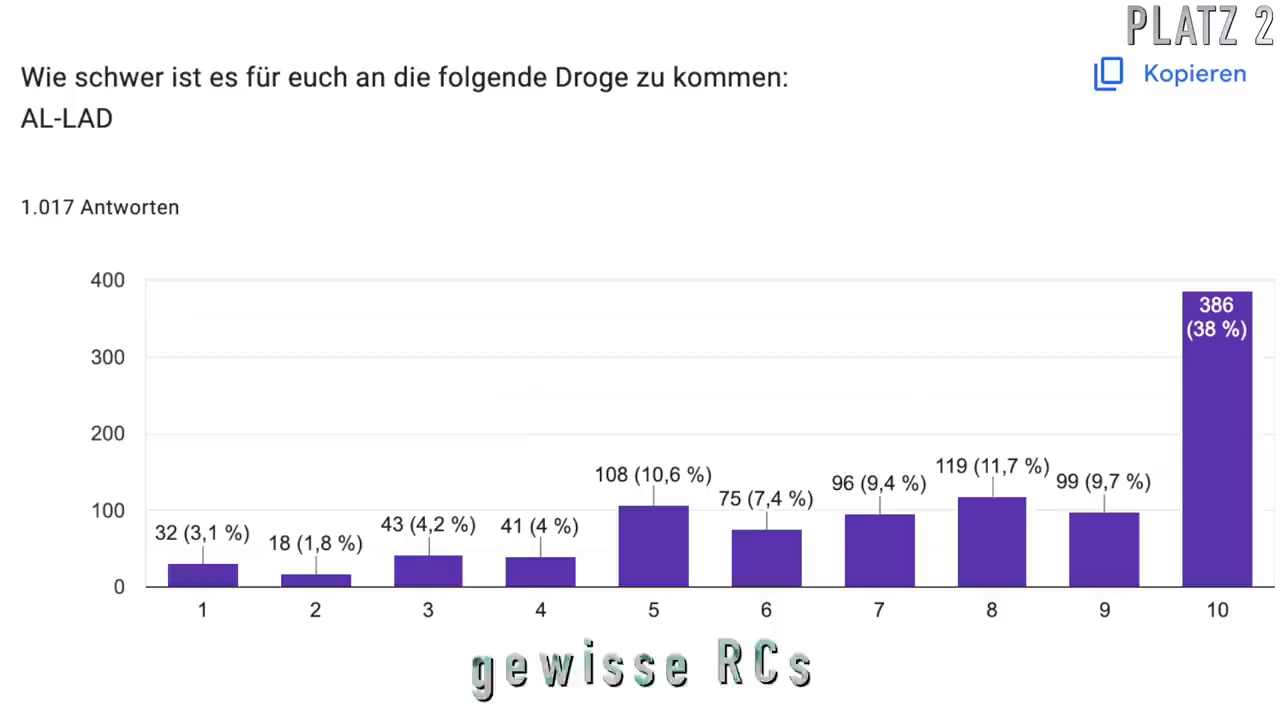 PLATZ 2
Wie schwer ist es für euch an die folgende Droge zu kommen:
Kopieren
AL-LAD
1.017 Antworten
400
300
200
100
0
32 (3,1 %)
18 (1,8 %)
43 (4,2 %)
41 (4 %)
108 (10,6 %)
75 (7,4 %)
96 (9,4 %)
119 (11,7 %)
99 (9,7 %)
386
(38 %)
1 2 3 4 5 6 7 8 9 10
gewisse RCs